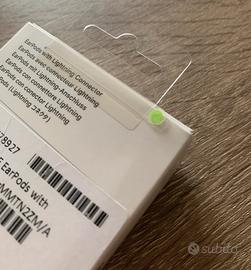 EarPods with Lightning Connector
EarPods avec connecteur Lightning
EarPods mit Lightning-Anschluss
EarPods con connettore Lightning
EarPods con conector Lightning
Pods (Lightning コネクタ)
78927
EarPods with
MMTN2ZM/A
subito